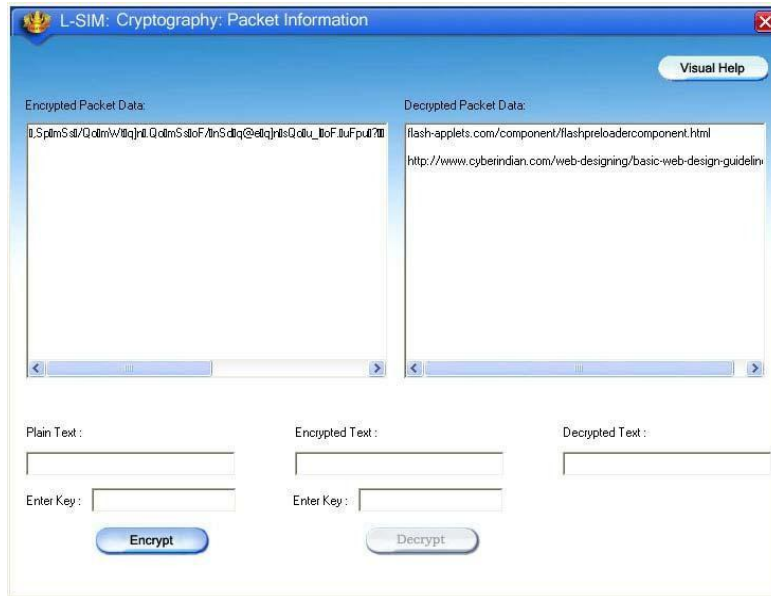 L-SIM: Cryptography: Packet Information
Visual Help
Encrypted Packet Data:
Decrypted Packet Data:
flash-applets.com/component/flashpreloadercomponent.html
http://www.cyberindian.com/web-designing/basic-web-design-guidelin
Plain Text :
Encrypted Text :
Decrypted Text :
Enter Key :
Enter Key :
Encrypt
Decrypt